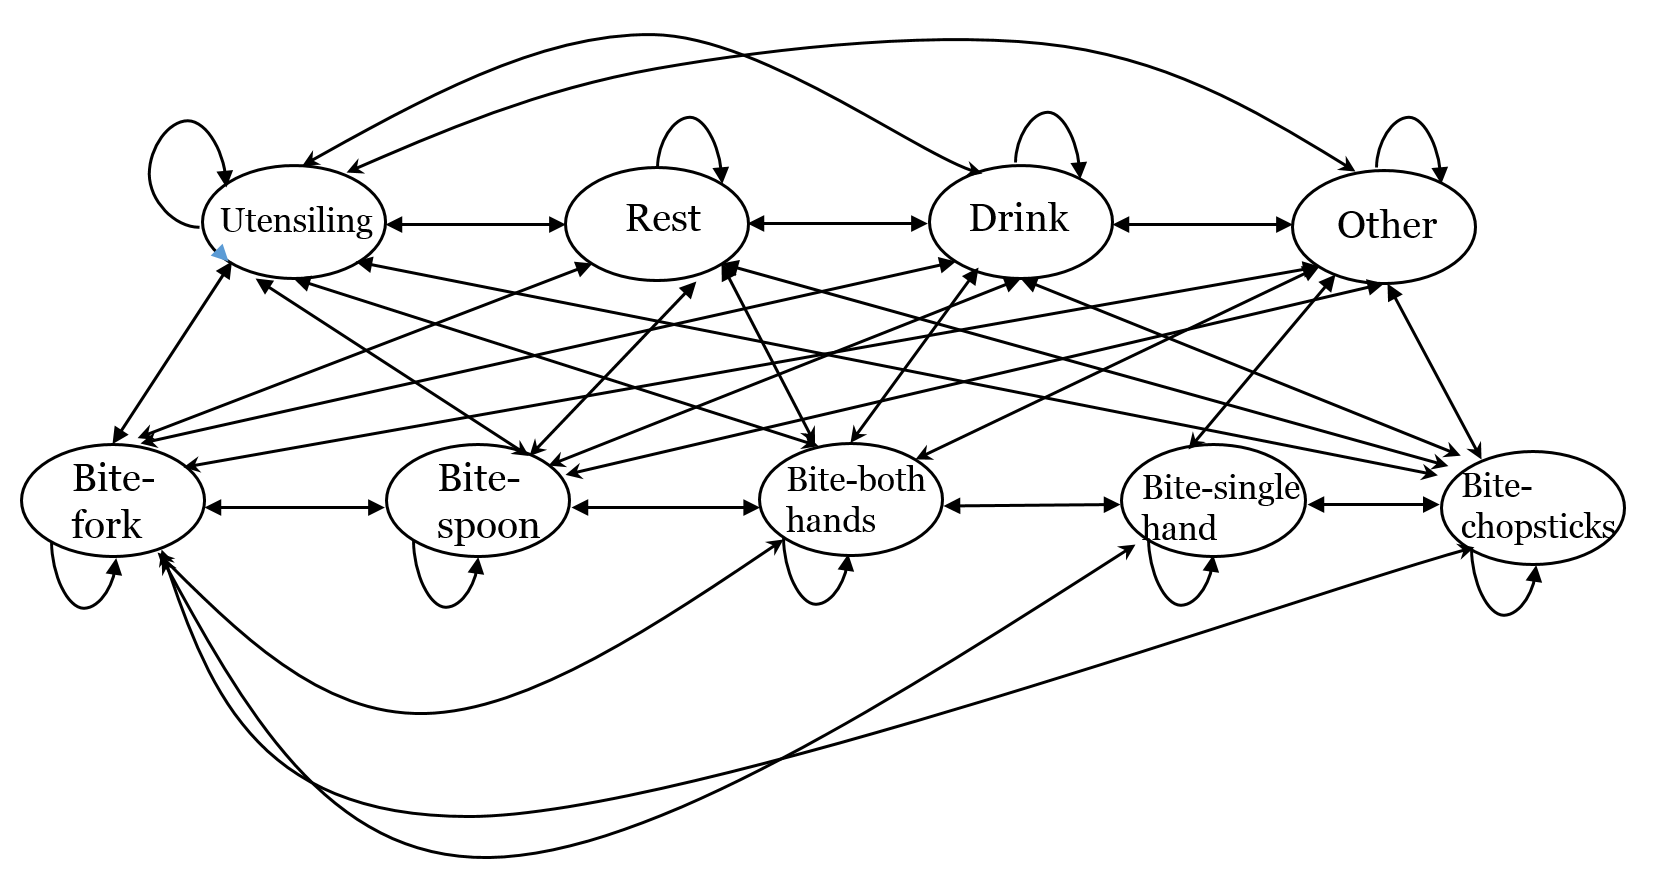 Utensiling
Rest
Drink
Other
Bite-
fork
Bite-
spoon
Bite-both
hands
Bite-single
hand
Bite-
chopsticks